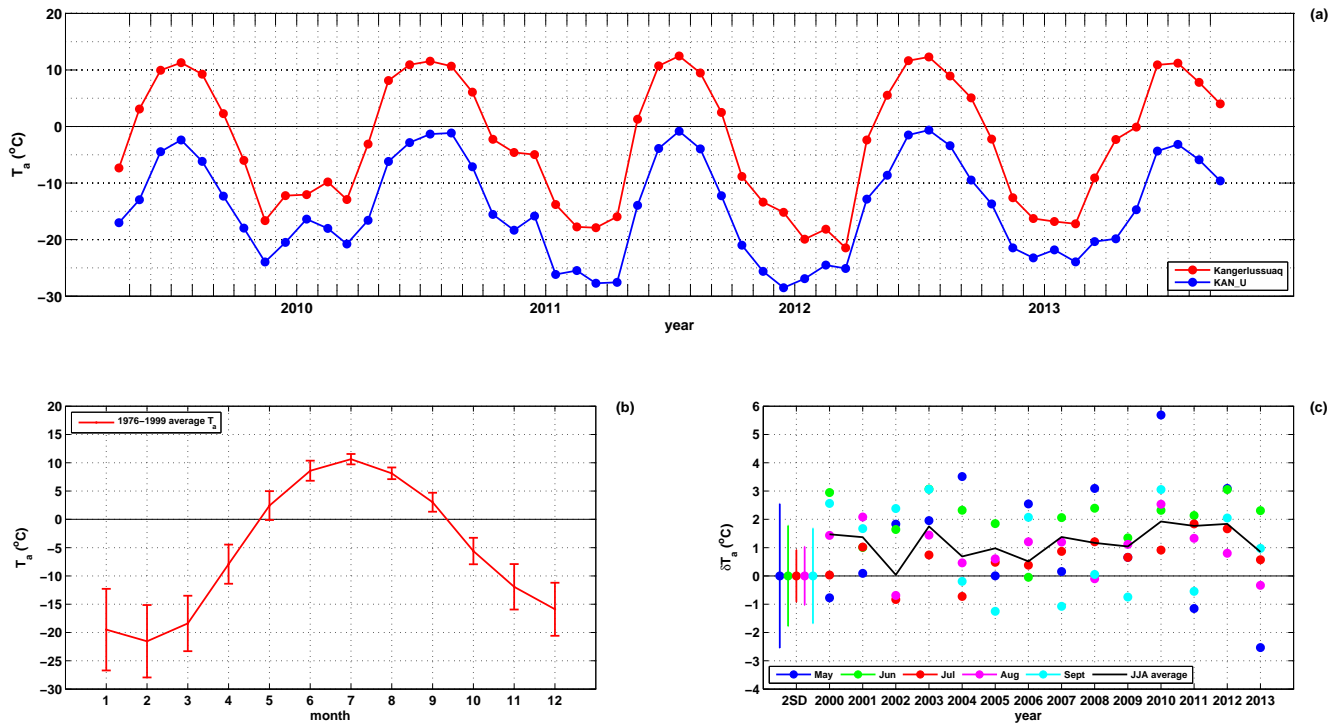 (a)
20
10
0
−10
−20
−30
T_a (°C)
2010 2011 2012 2013
year
Kangerlussuaq
KAN_U
(b)
20
15
10
5
0
−5
−10
−15
−20
−25
−30
T_a (°C)
1976−1999 average T_a
1 2 3 4 5 6 7 8 9 10 11 12
month
(c)
6
5
4
3
2
1
0
−1
−2
−3
−4
δT_a (°C)
May Jun Jul Aug Sept JJA average
2SD 2000 2001 2002 2003 2004 2005 2006 2007 2008 2009 2010 2011 2012 2013
year